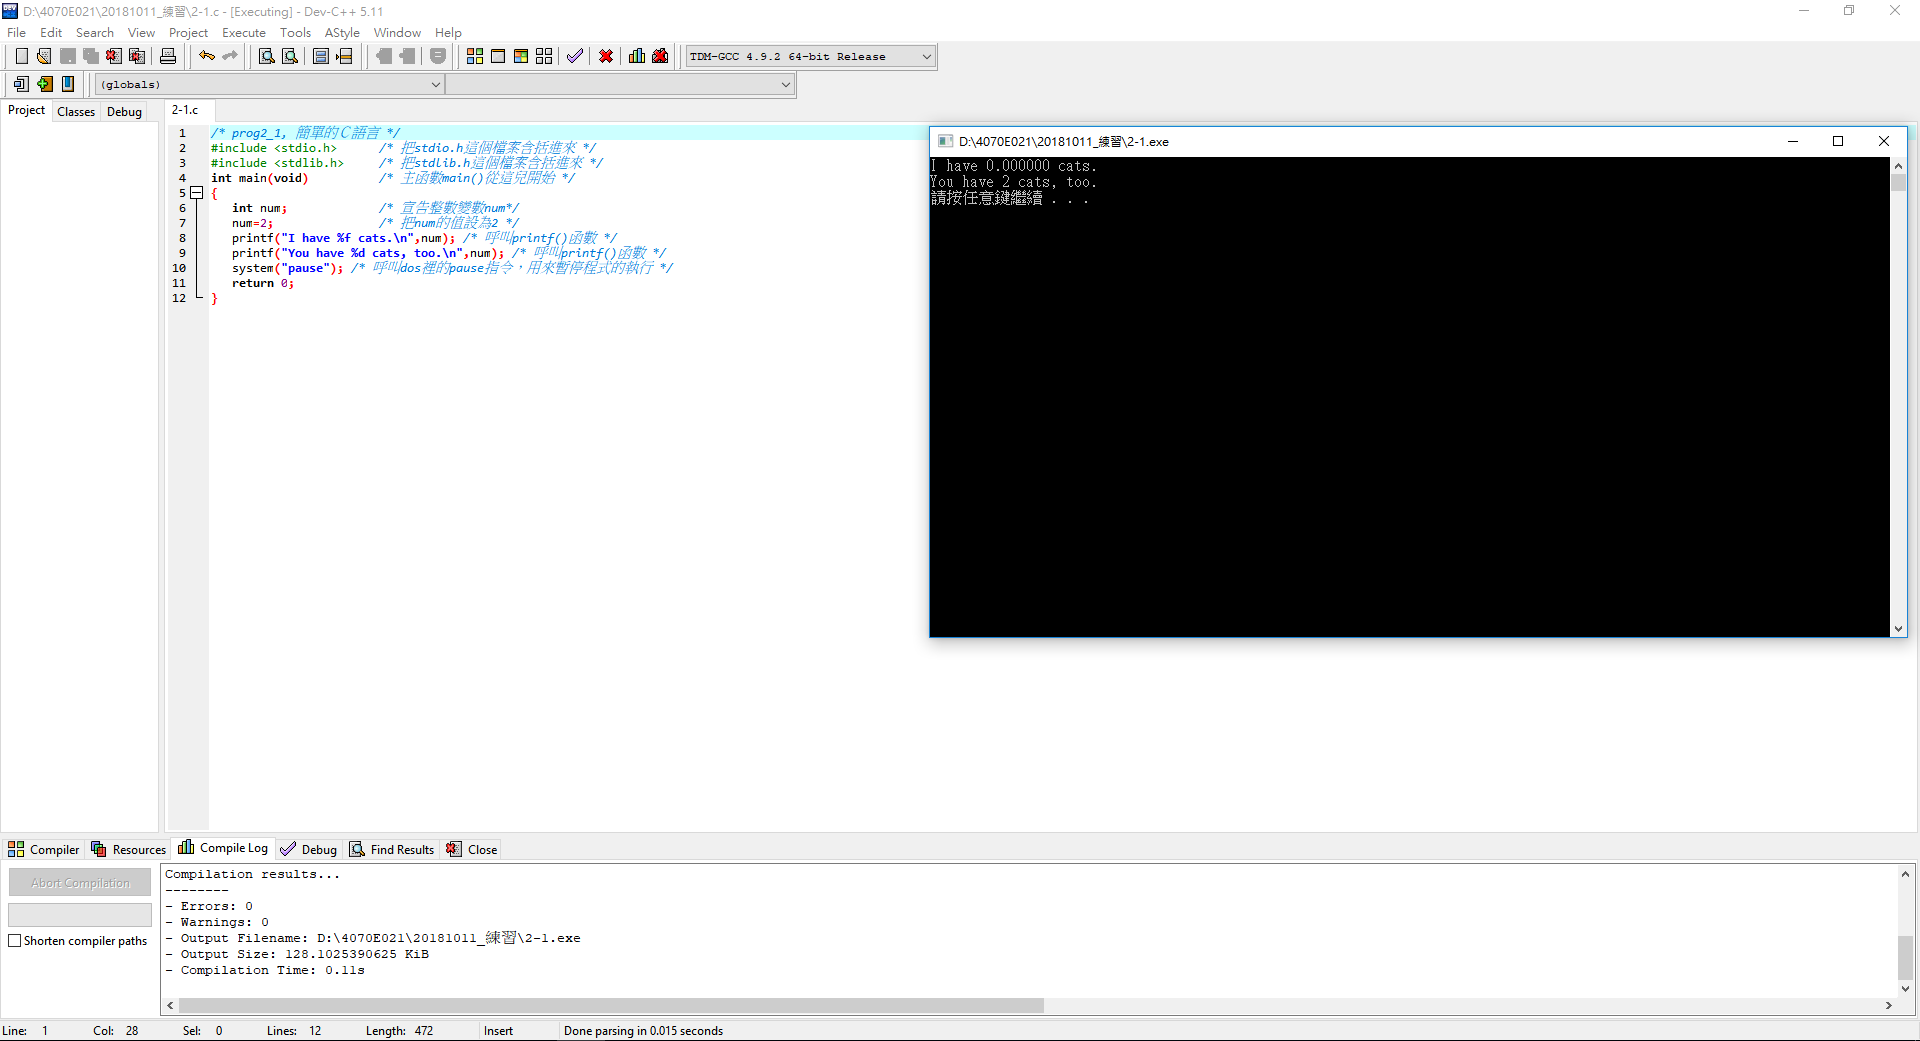 D:\4070E021\20181011_練習\2-1.c - [Executing] - Dev-C++ 5.11
File Edit Search View Project Execute Tools AStyle Window Help
TDM-GCC 4.9.2 64-bit Release
(globals)
Project Classes Debug
2-1.c
1 /* prog2_1, 簡單的Ｃ語言 */
2 #include <stdio.h> /* 把stdio.h這個檔案含括進來 */
3 #include <stdlib.h> /* 把stdlib.h這個檔案含括進來 */
4 int main(void) /* 主函數main()從這兒開始 */
5 {
6 int num; /* 宣告整數變數num*/
7 num=2; /* 把num的值設為2 */
8 printf("I have %f cats.\n",num); /* 呼叫printf()函數 */
9 printf("You have %d cats, too.\n",num); /* 呼叫printf()函數 */
10 system("pause"); /* 呼叫dos裡的pause指令，用來暫停程式的執行 */
11 return 0;
12 }
D:\4070E021\20181011_練習\2-1.exe
I have 0.000000 cats.
You have 2 cats, too.
請按任意鍵繼續 . . .
Compiler Resources Compile Log Debug Find Results Close
Abort Compilation
Shorten compiler paths
Compilation results...
--------
- Errors: 0
- Warnings: 0
- Output Filename: D:\4070E021\20181011_練習\2-1.exe
- Output Size: 128.1025390625 KiB
- Compilation Time: 0.11s
Line: 1 Col: 28 Sel: 0 Lines: 12 Length: 472 Insert Done parsing in 0.015 seconds